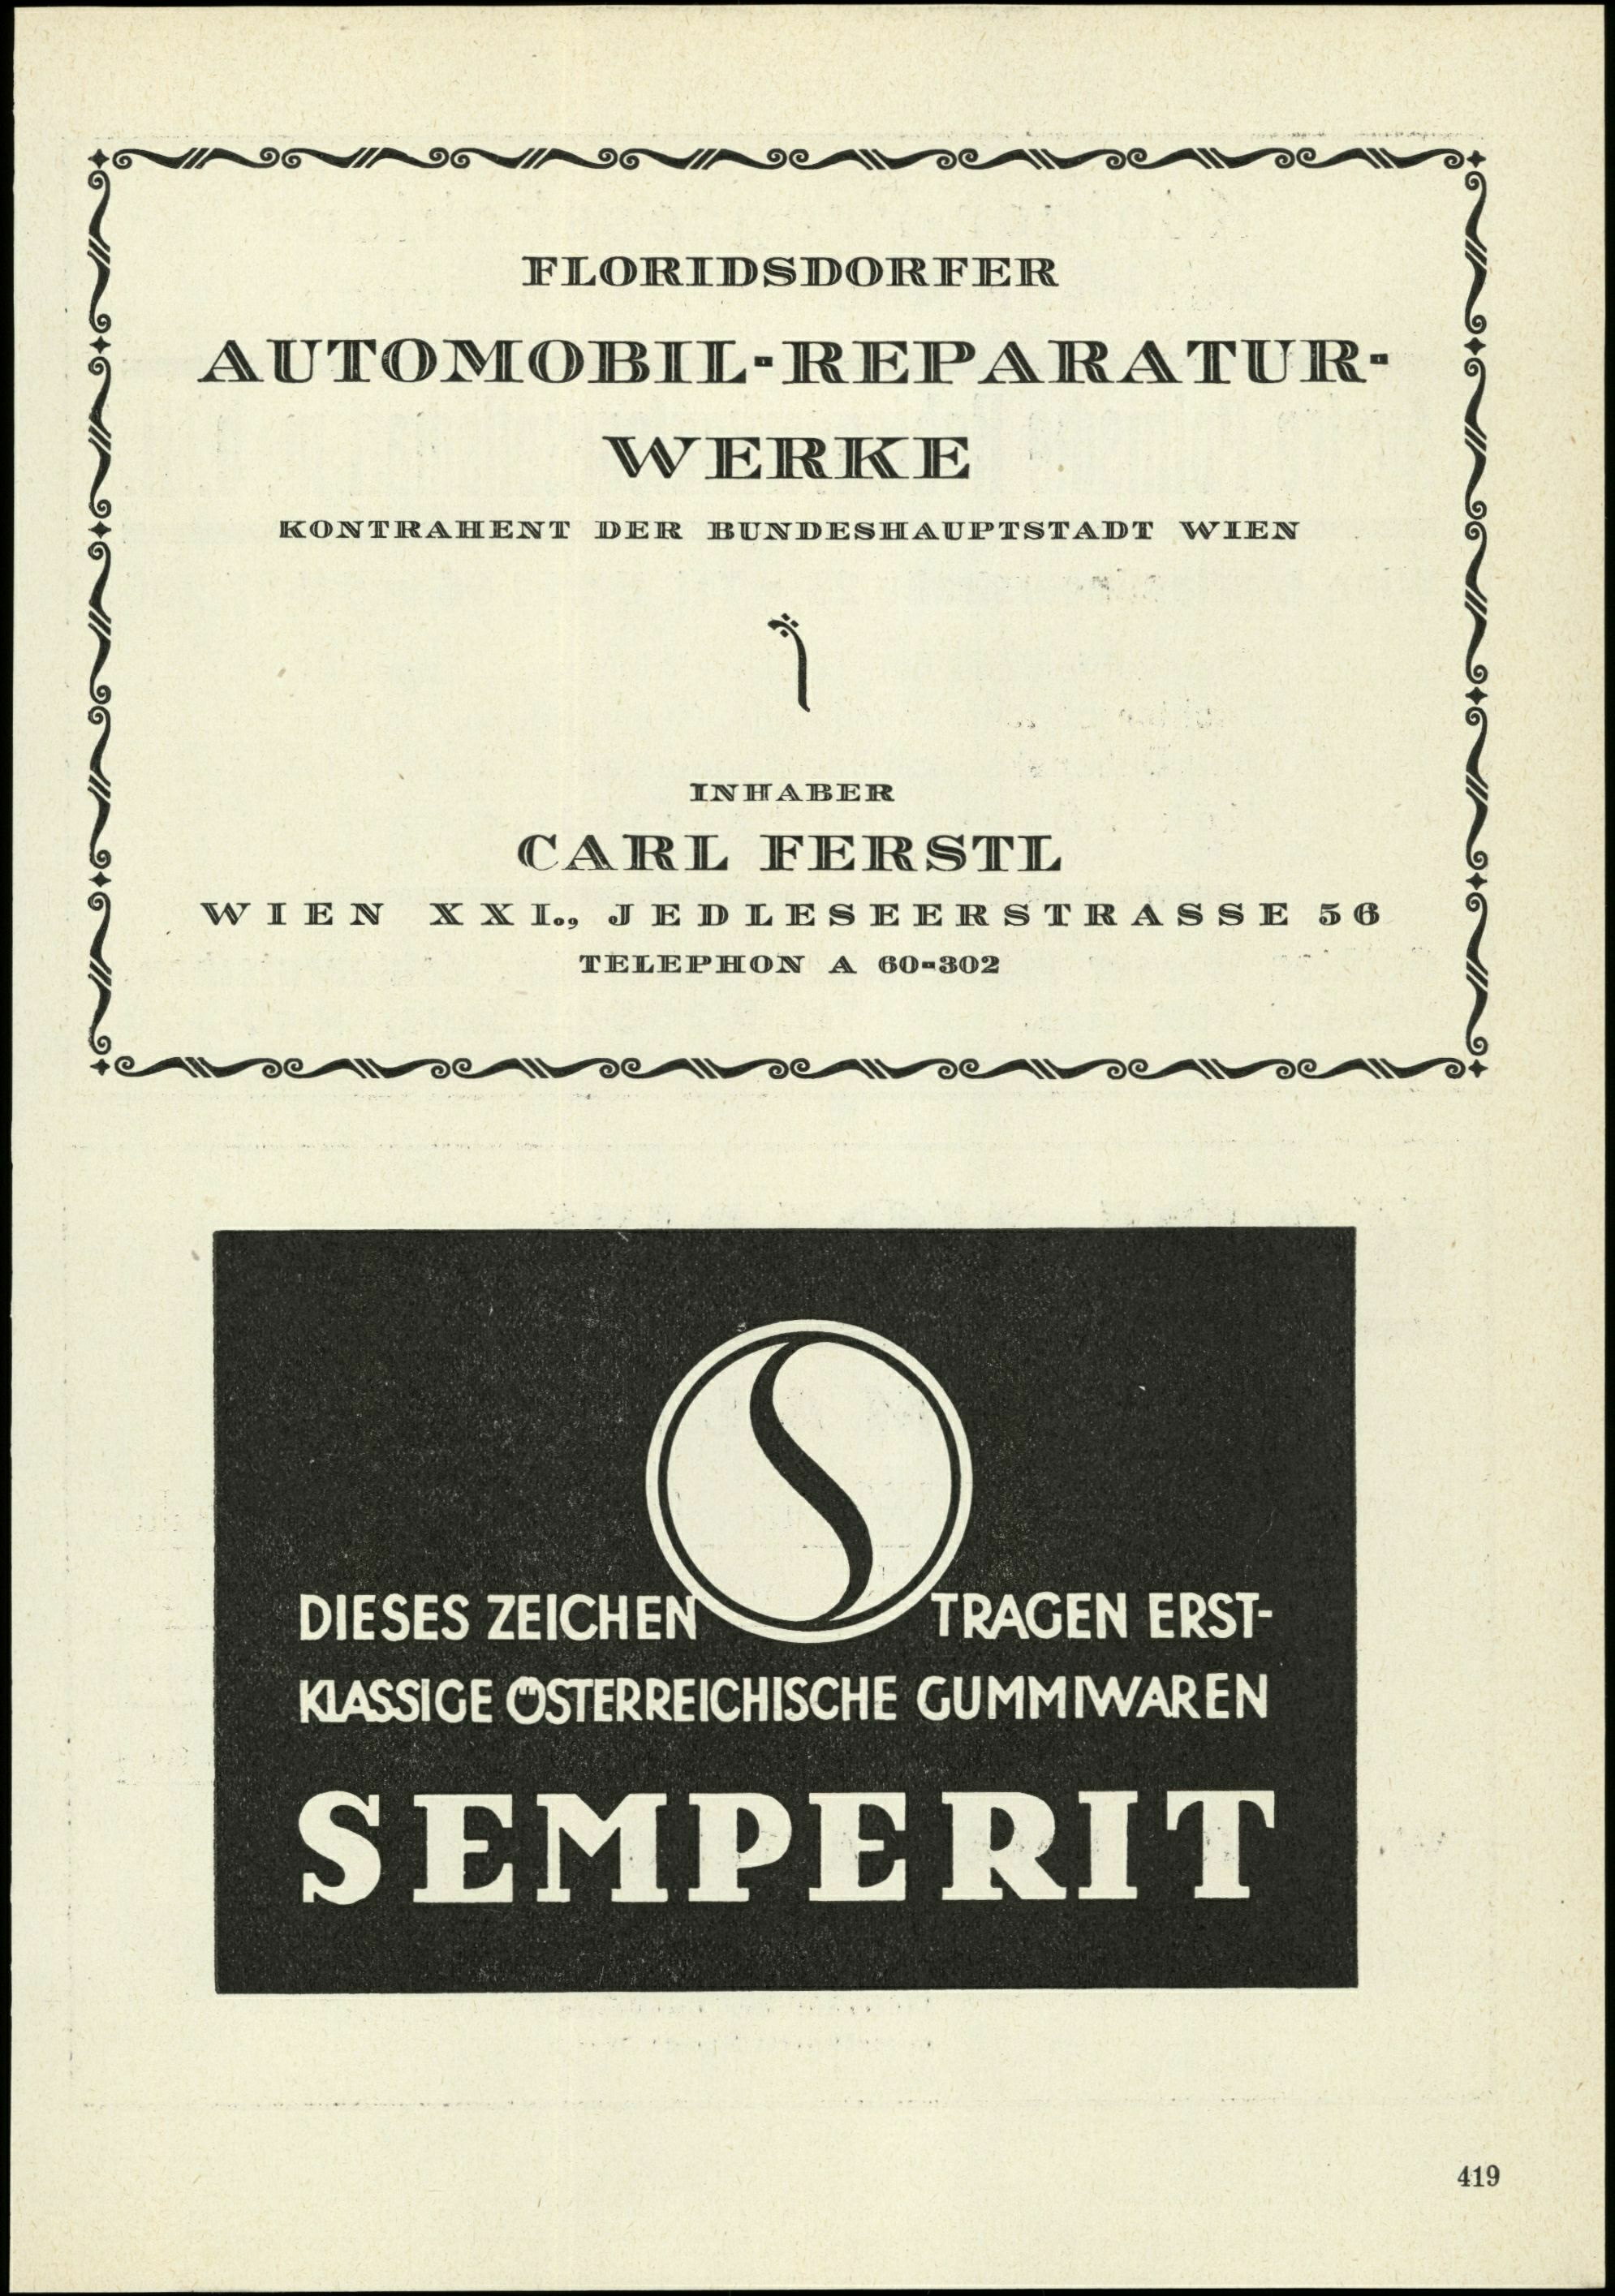 FLORIDSDORFER
AUTOMOBIL-REPARATUR-
WERKE
KONTRAHENT DER BUNDESHAUPTSTADT WIEN
INHABER
CARL FERSTL
WIEN XXI., JEDLESEERSTRASSE 56
TELEPHON A 60-302
S
DIESES ZEICHEN TRAGEN ERST-
KLASSIGE ÖSTERREICHISCHE GUMMIWAREN
SEMPERIT
419